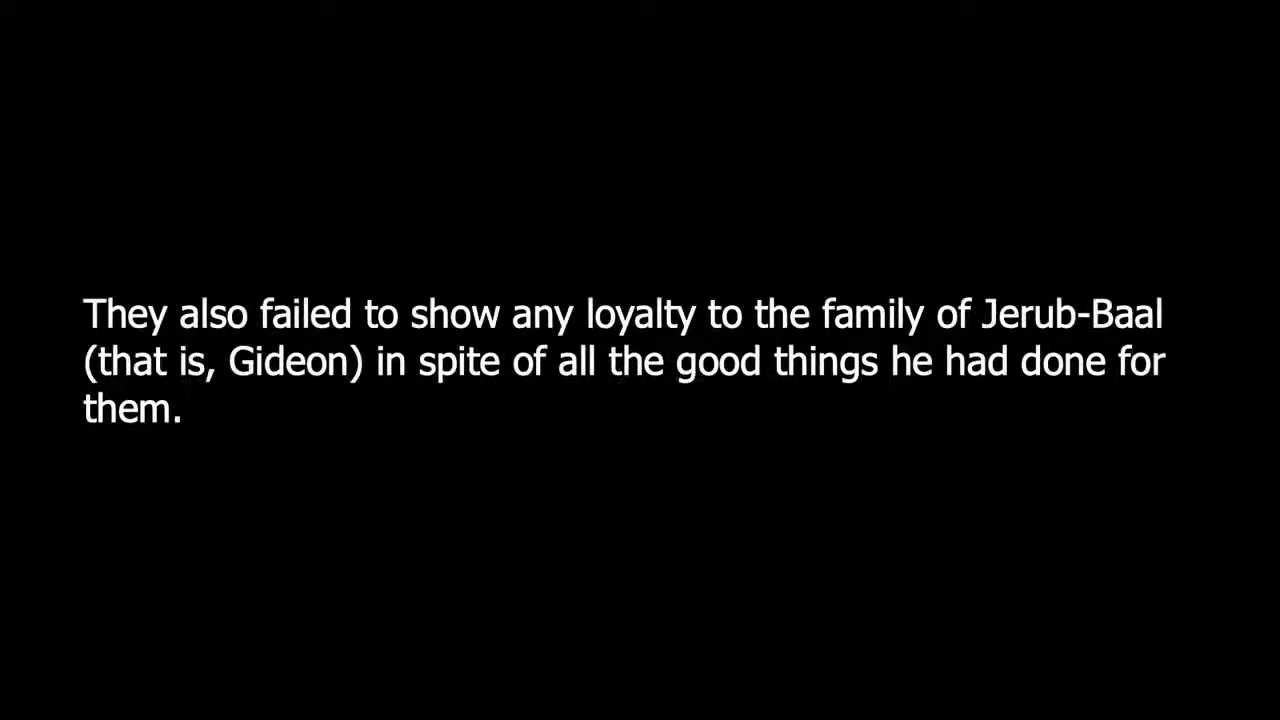 They also failed to show any loyalty to the family of Jerub-Baal
(that is, Gideon) in spite of all the good things he had done for
them.